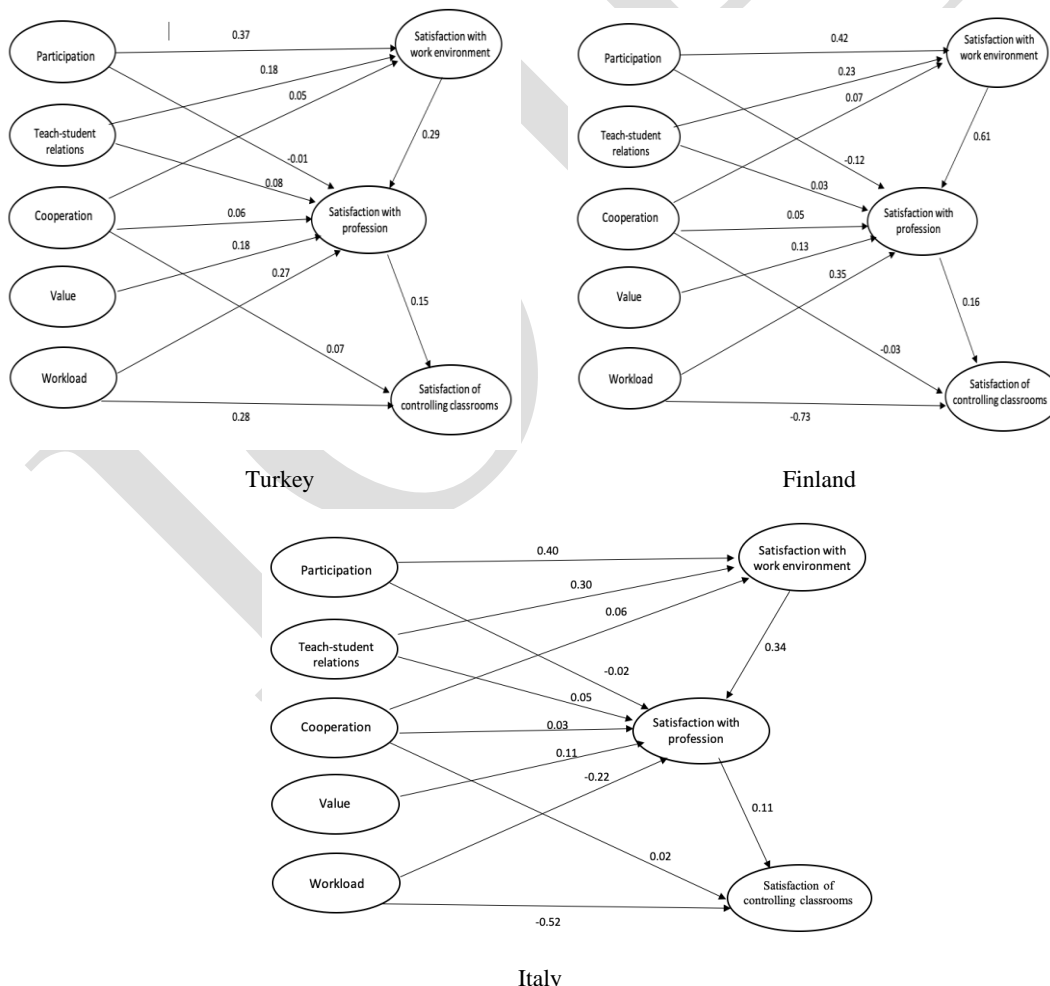 0.37
Participation
Satisfaction with
work environment
0.18
0.05
Teach-student
relations
0.29
-0.01
0.08
Cooperation
0.06
Satisfaction with
profession
0.18
Value
0.27
0.15
0.07
Workload
Satisfaction of
controlling classrooms
0.28
Turkey
0.42
Participation
Satisfaction with
work environment
0.23
0.07
Teach-student
relations
0.61
-0.12
0.03
Cooperation
0.05
Satisfaction with
profession
0.13
Value
0.35
0.16
-0.03
Workload
Satisfaction of
controlling classrooms
-0.73
Finland
0.40
Participation
Satisfaction with
work environment
0.30
0.06
Teach-student
relations
0.34
-0.02
0.05
Cooperation
0.03
Satisfaction with
profession
0.11
Value
-0.22
0.11
0.02
Workload
Satisfaction of
controlling classrooms
-0.52
Italy